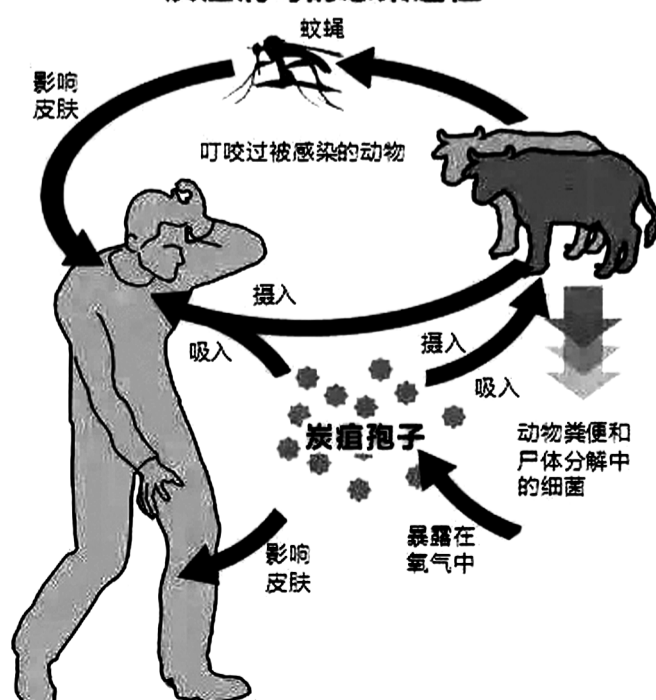 蚊蝇
影响
皮肤
叮咬过被感染的动物
摄入
吸入
摄入
吸入
炭疽孢子
动物粪便和
尸体分解中
的细菌
暴露在
氧气中
影响
皮肤